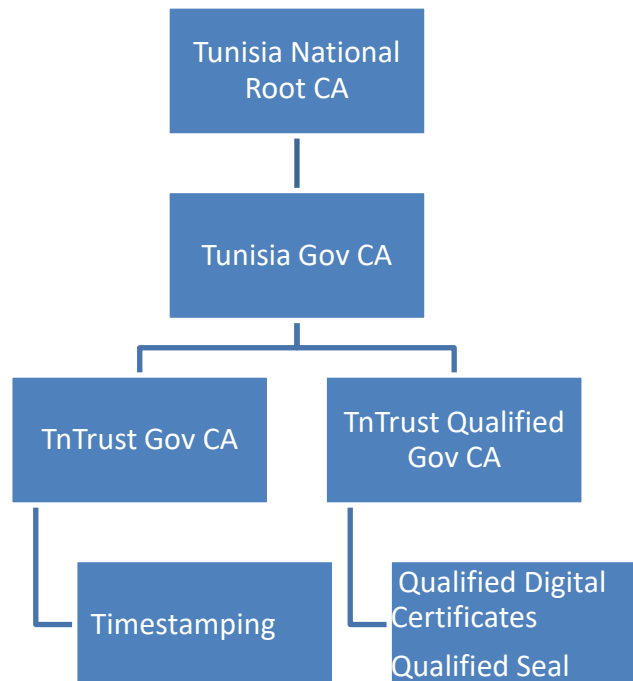 Tunisia National
Root CA
Tunisia Gov CA
TnTrust Gov CA
TnTrust Qualified
Gov CA
Timestamping
Qualified Digital
Certificates
Qualified Seal